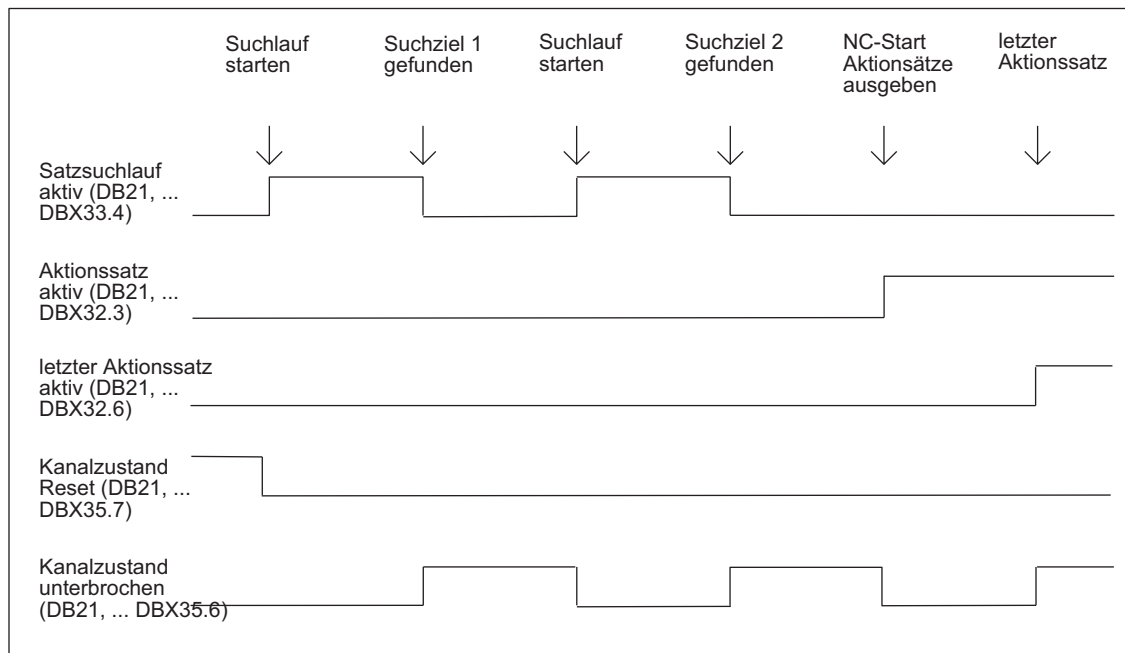 Suchlauf
starten
Suchziel 1
gefunden
Suchlauf
starten
Suchziel 2
gefunden
NC-Start
Aktionsätze
ausgeben
letzter
Aktionssatz
Satzsuchlauf
aktiv (DB21, ...
DBX33.4)
Aktionssatz
aktiv (DB21, ...
DBX32.3)
letzter Aktionssatz
aktiv (DB21, ...
DBX32.6)
Kanalzustand
Reset (DB21, ...
DBX35.7)
Kanalzustand
unterbrochen
(DB21, ... DBX35.6)